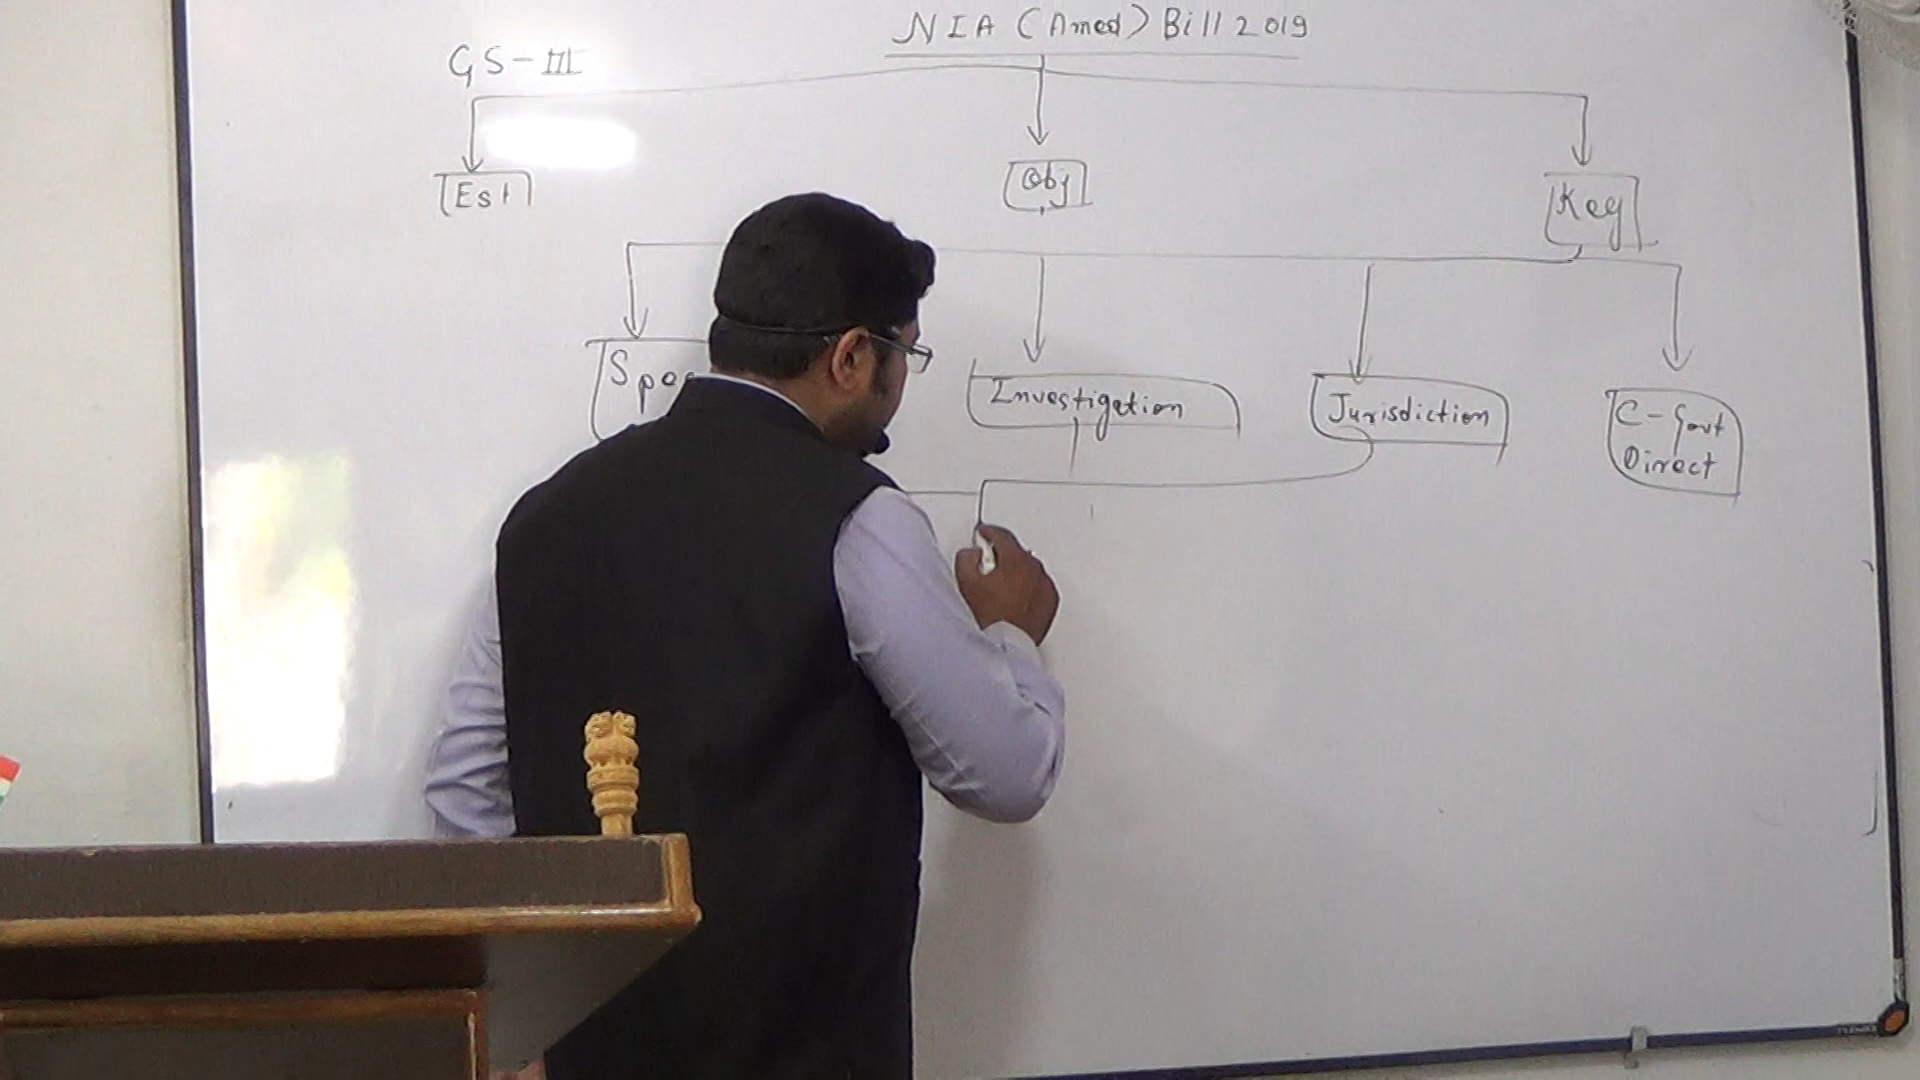 NIA (Amed) Bill 2019
GS-III
Est
Obj
Key
Investigation
Jurisdiction
C-Govt
Direct